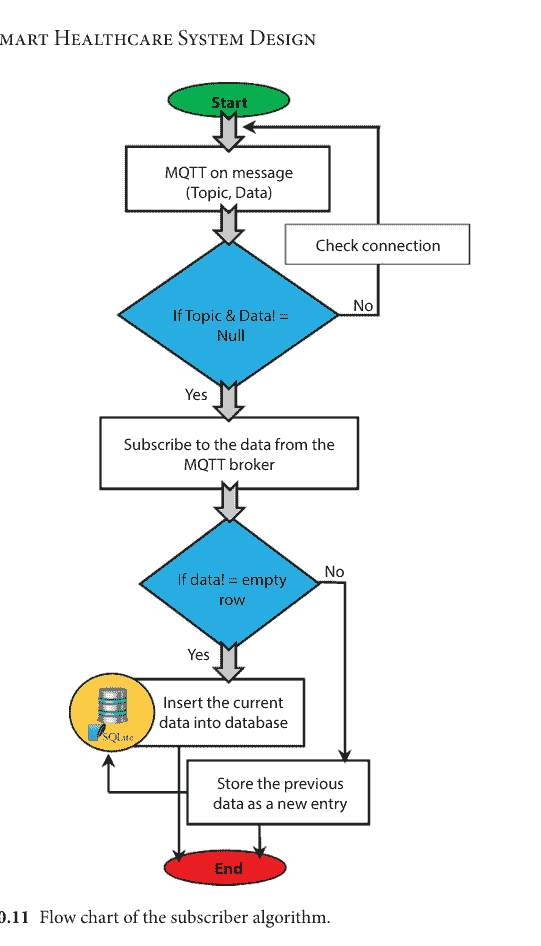 MART HEALTHCARE SYSTEM DESIGN
Start
MQTT on message
(Topic, Data)
Check connection
If Topic & Data! =
Null
No
Yes
Subscribe to the data from the
MQTT broker
If data! = empty
row
No
Yes
Insert the current
data into database
SQLite
Store the previous
data as a new entry
End
0.11 Flow chart of the subscriber algorithm.